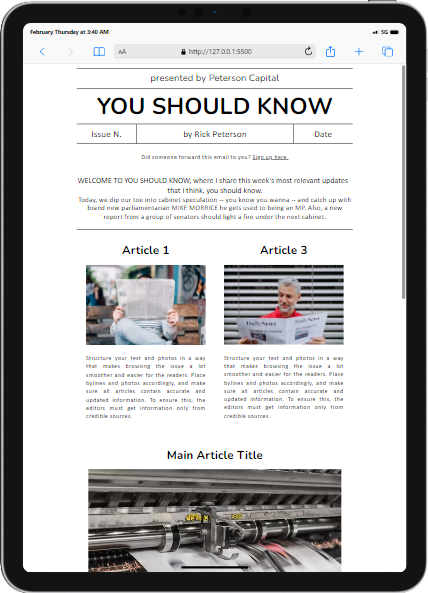 February Thursday at 3:40 AM
5G
AA
http://127.0.0.1:5500
presented by Peterson Capital
YOU SHOULD KNOW
Issue N.
by Rick Peterson
Date
Did someone forward this email to you? Sign up here.
WELCOME TO YOU SHOULD KNOW, where I share this week's most relevant updates
that I think, you should know.
Today, we dip our toe into cabinet speculation -- you know you wanna -- and catch up with
brand new parliamentarian MIKE MORRICE he gets used to being an MP. Also, a new
report from a group of senators should light a fire under the next cabinet.
Article 1
Structure your text and photos in a way
that makes browsing the issue a lot
smoother and easier for the readers. Place
bylines and photos accordingly, and make
sure all articles contain accurate and
updated information. To ensure this, the
editors must get information only from
credible sources.
Article 3
DAILY NEWS
Daily News
Structure your text and photos in a way
that makes browsing the issue a lot
smoother and easier for the readers. Place
bylines and photos accordingly, and make
sure all articles contain accurate and
updated information. To ensure this, the
editors must get information only from
credible sources.
Main Article Title